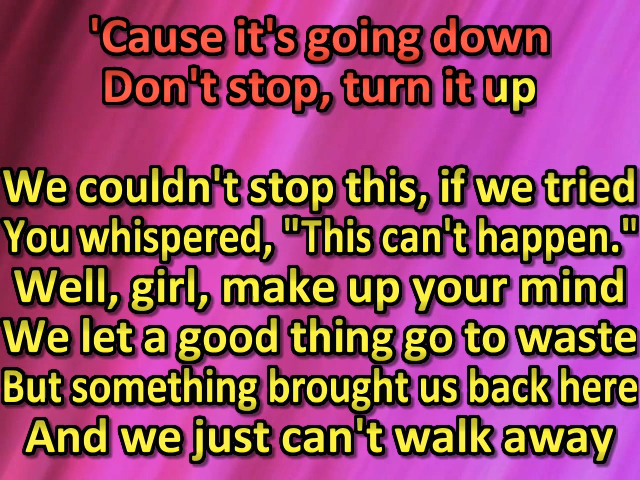 'Cause it's going down
Don't stop, turn it up
We couldn't stop this, if we tried
You whispered, "This can't happen."
Well, girl, make up your mind
We let a good thing go to waste
But something brought us back here
And we just can't walk away